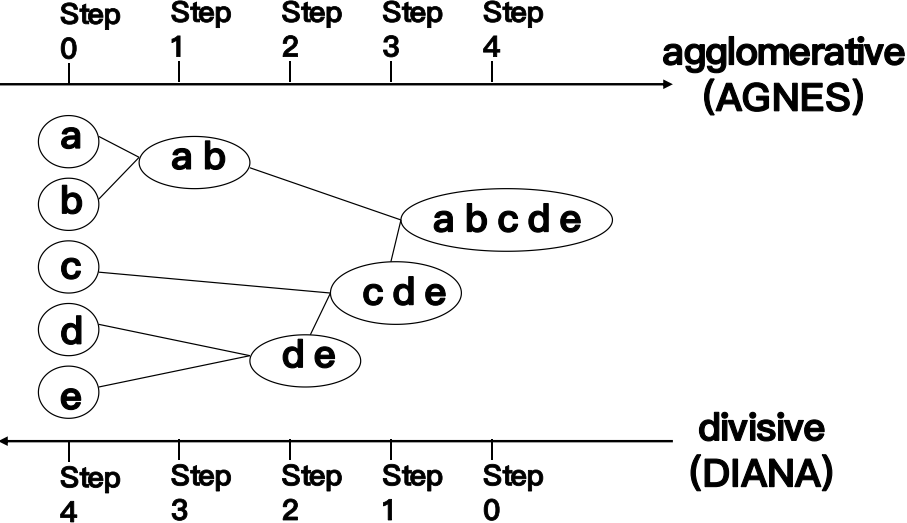 Step Step Step Step Step
0 1 2 3 4
agglomerative
(AGNES)
a
a b
b
a b c d e
c
c d e
d
d e
e
divisive
(DIANA)
Step Step Step Step Step
4 3 2 1 0